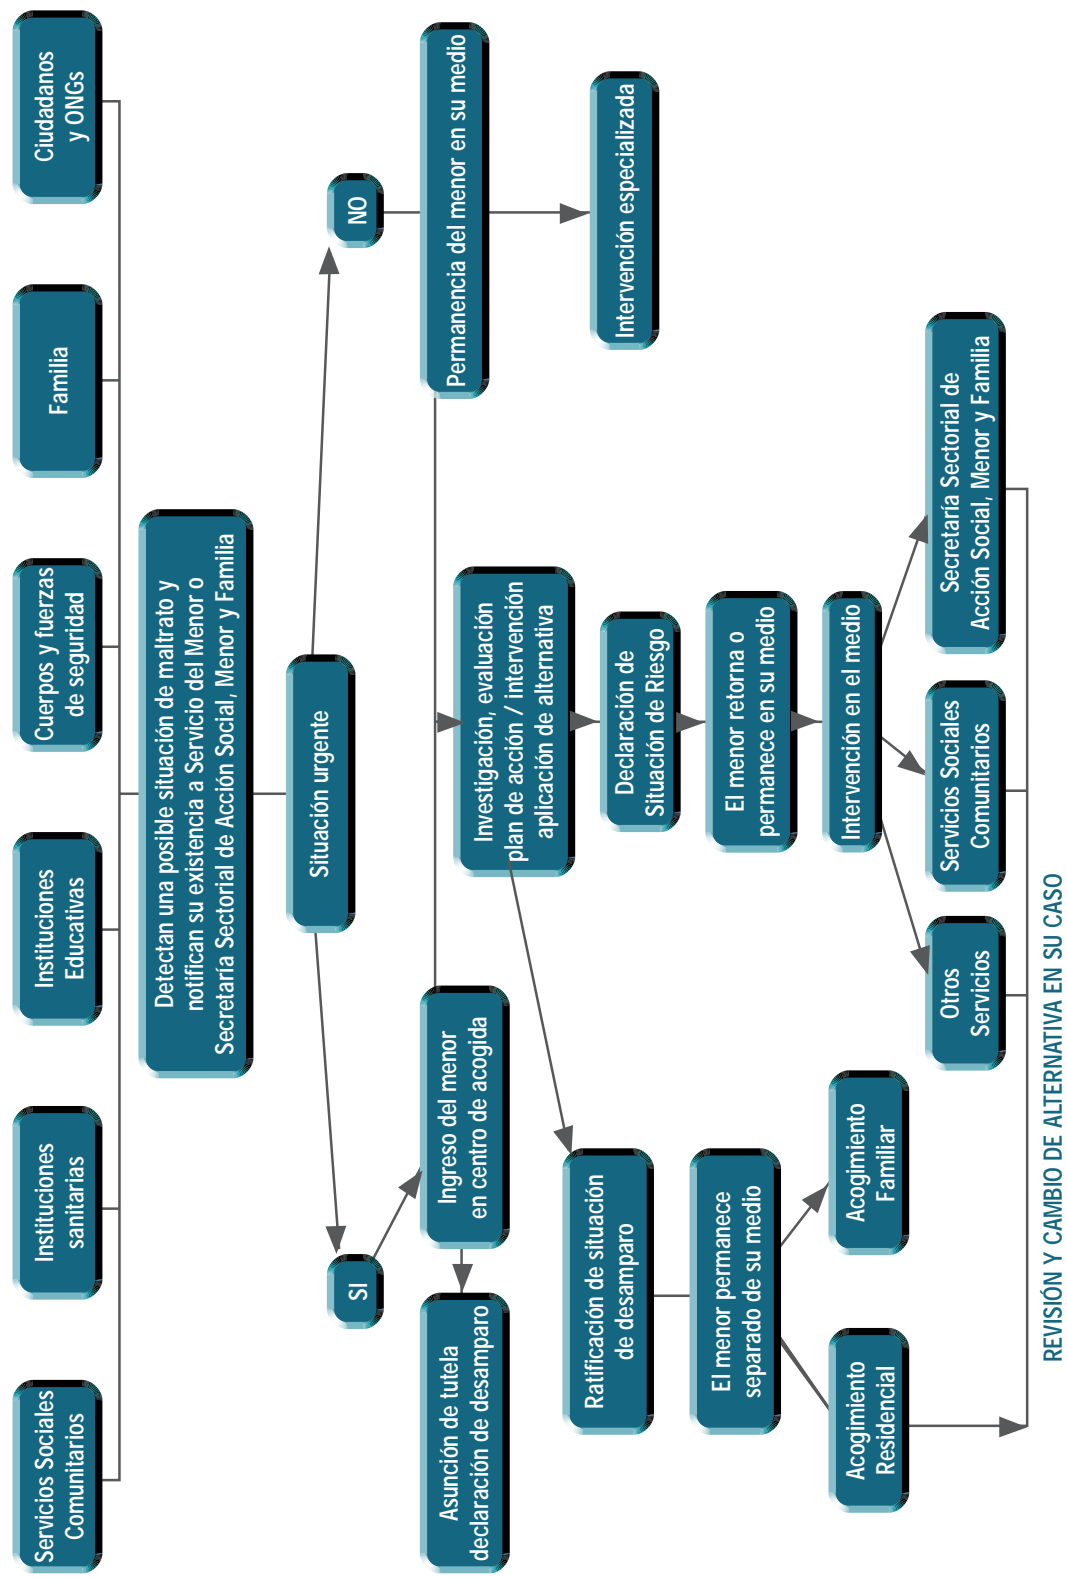 Servicios Sociales
Comunitarios
Instituciones
sanitarias
Instituciones
Educativas
Cuerpos y fuerzas
de seguridad
Familia
Ciudadanos
y ONGs
Detectan una posible situación de maltrato y
notifican su existencia a Servicio del Menor o
Secretaría Sectorial de Acción Social, Menor y Familia
Situación urgente
SI
NO
Asunción de tutela
declaración de desamparo
Ingreso del menor
en centro de acogida
Permanencia del menor en su medio
Investigación, evaluación
plan de acción / intervención
aplicación de alternativa
Intervención especializada
Ratificación de situación
de desamparo
Declaración de
Situación de Riesgo
El menor permanece
separado de su medio
El menor retorna o
permanece en su medio
Acogimiento
Residencial
Acogimiento
Familiar
Intervención en el medio
Otros
Servicios
Servicios Sociales
Comunitarios
Secretaría Sectorial de
Acción Social, Menor y Familia
REVISIÓN Y CAMBIO DE ALTERNATIVA EN SU CASO